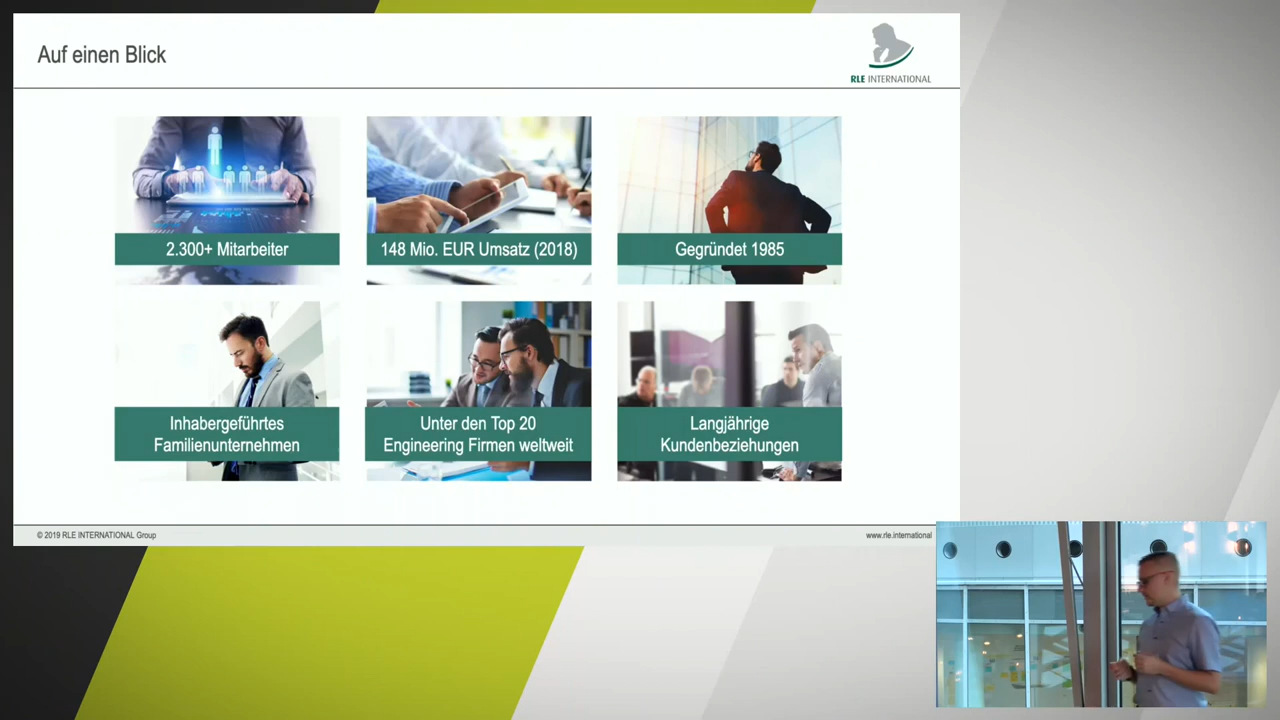 Auf einen Blick
RLE INTERNATIONAL
2.300+ Mitarbeiter
148 Mio. EUR Umsatz (2018)
Gegründet 1985
Inhabergeführtes
Familienunternehmen
Unter den Top 20
Engineering Firmen weltweit
Langjährige
Kundenbeziehungen
© 2019 RLE INTERNATIONAL Group
www.rle.international